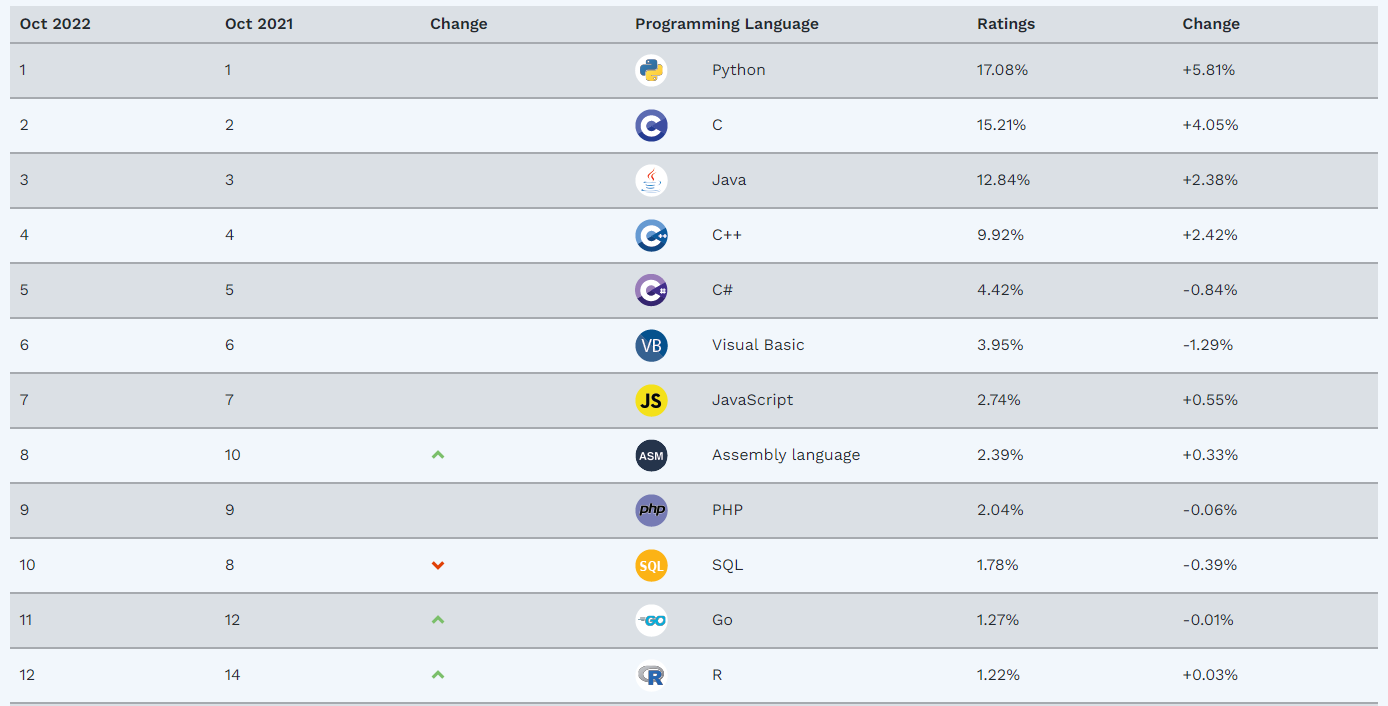 Oct 2022 Oct 2021 Change Programming Language Ratings Change
1 1 Python 17.08% +5.81%
2 2 C C 15.21% +4.05%
3 3 Java 12.84% +2.38%
4 4 C++ C++ 9.92% +2.42%
5 5 C# C# 4.42% -0.84%
6 6 VB Visual Basic 3.95% -1.29%
7 7 JS JavaScript 2.74% +0.55%
8 10 ASM Assembly language 2.39% +0.33%
9 9 php PHP 2.04% -0.06%
10 8 SQL SQL 1.78% -0.39%
11 12 GO Go 1.27% -0.01%
12 14 R R 1.22% +0.03%